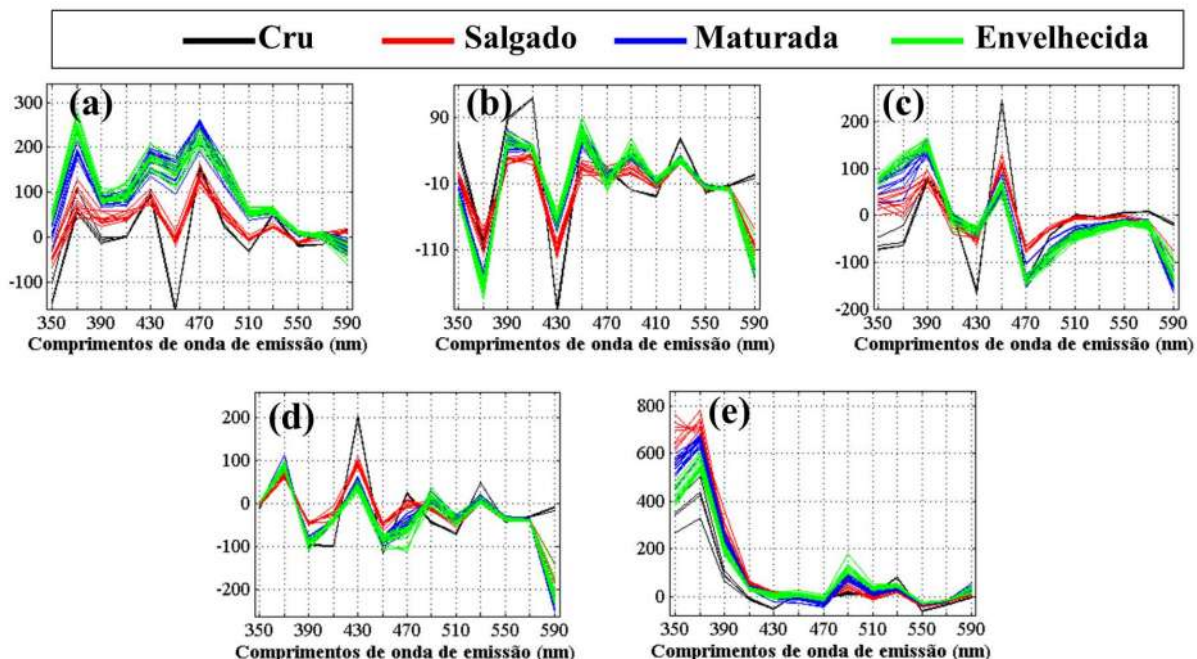 Cru Salgado Maturada Envelhecida
(a)
300
200
100
0
-100
350 390 430 470 510 550 590
Comprimentos de onda de emissão (nm)
(b)
90
-10
-110
350 390 430 470 510 550 590
Comprimentos de onda de emissão (nm)
(c)
200
100
0
-100
-200
350 390 430 470 510 550 590
Comprimentos de onda de emissão (nm)
(d)
200
100
0
-100
-200
350 390 430 470 510 550 590
Comprimentos de onda de emissão (nm)
(e)
800
600
400
200
0
350 390 430 470 510 550 590
Comprimentos de onda de emissão (nm)